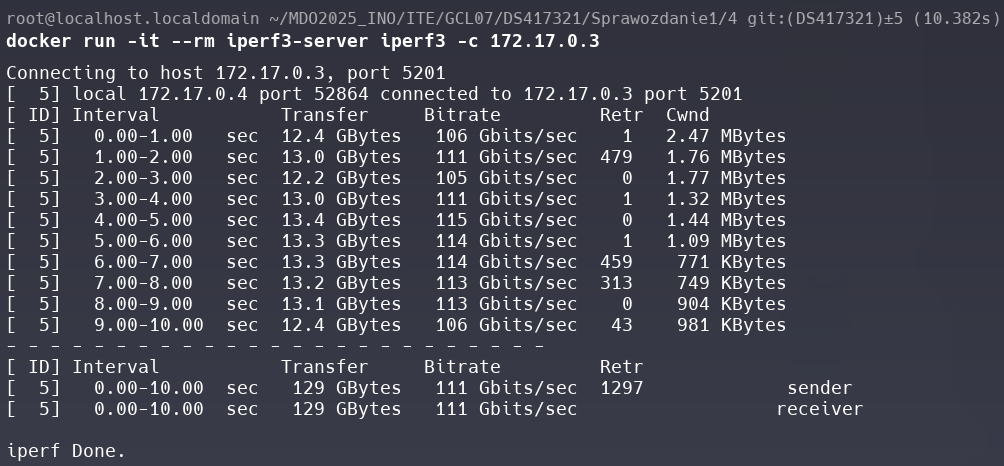 root@localhost.localdomain ~/MDO2025_INO/ITE/GCL07/DS417321/Sprawozdanie1/4 git:(DS417321)±5 (10.382s)
docker run -it --rm iperf3-server iperf3 -c 172.17.0.3
Connecting to host 172.17.0.3, port 5201
[  5] local 172.17.0.4 port 52864 connected to 172.17.0.3 port 5201
[ ID] Interval           Transfer     Bitrate         Retr  Cwnd
[  5]   0.00-1.00   sec  12.4 GBytes   106 Gbits/sec    1   2.47 MBytes
[  5]   1.00-2.00   sec  13.0 GBytes   111 Gbits/sec  479   1.76 MBytes
[  5]   2.00-3.00   sec  12.2 GBytes   105 Gbits/sec    0   1.77 MBytes
[  5]   3.00-4.00   sec  13.0 GBytes   111 Gbits/sec    1   1.32 MBytes
[  5]   4.00-5.00   sec  13.4 GBytes   115 Gbits/sec    0   1.44 MBytes
[  5]   5.00-6.00   sec  13.3 GBytes   114 Gbits/sec    1   1.09 MBytes
[  5]   6.00-7.00   sec  13.3 GBytes   114 Gbits/sec  459    771 KBytes
[  5]   7.00-8.00   sec  13.2 GBytes   113 Gbits/sec  313    749 KBytes
[  5]   8.00-9.00   sec  13.1 GBytes   113 Gbits/sec    0    904 KBytes
[  5]   9.00-10.00  sec  12.4 GBytes   106 Gbits/sec   43    981 KBytes
- - - - - - - - - - - - - - - - - - - - - - - - -
[ ID] Interval           Transfer     Bitrate         Retr
[  5]   0.00-10.00  sec   129 GBytes   111 Gbits/sec  1297             sender
[  5]   0.00-10.00  sec   129 GBytes   111 Gbits/sec                  receiver
iperf Done.